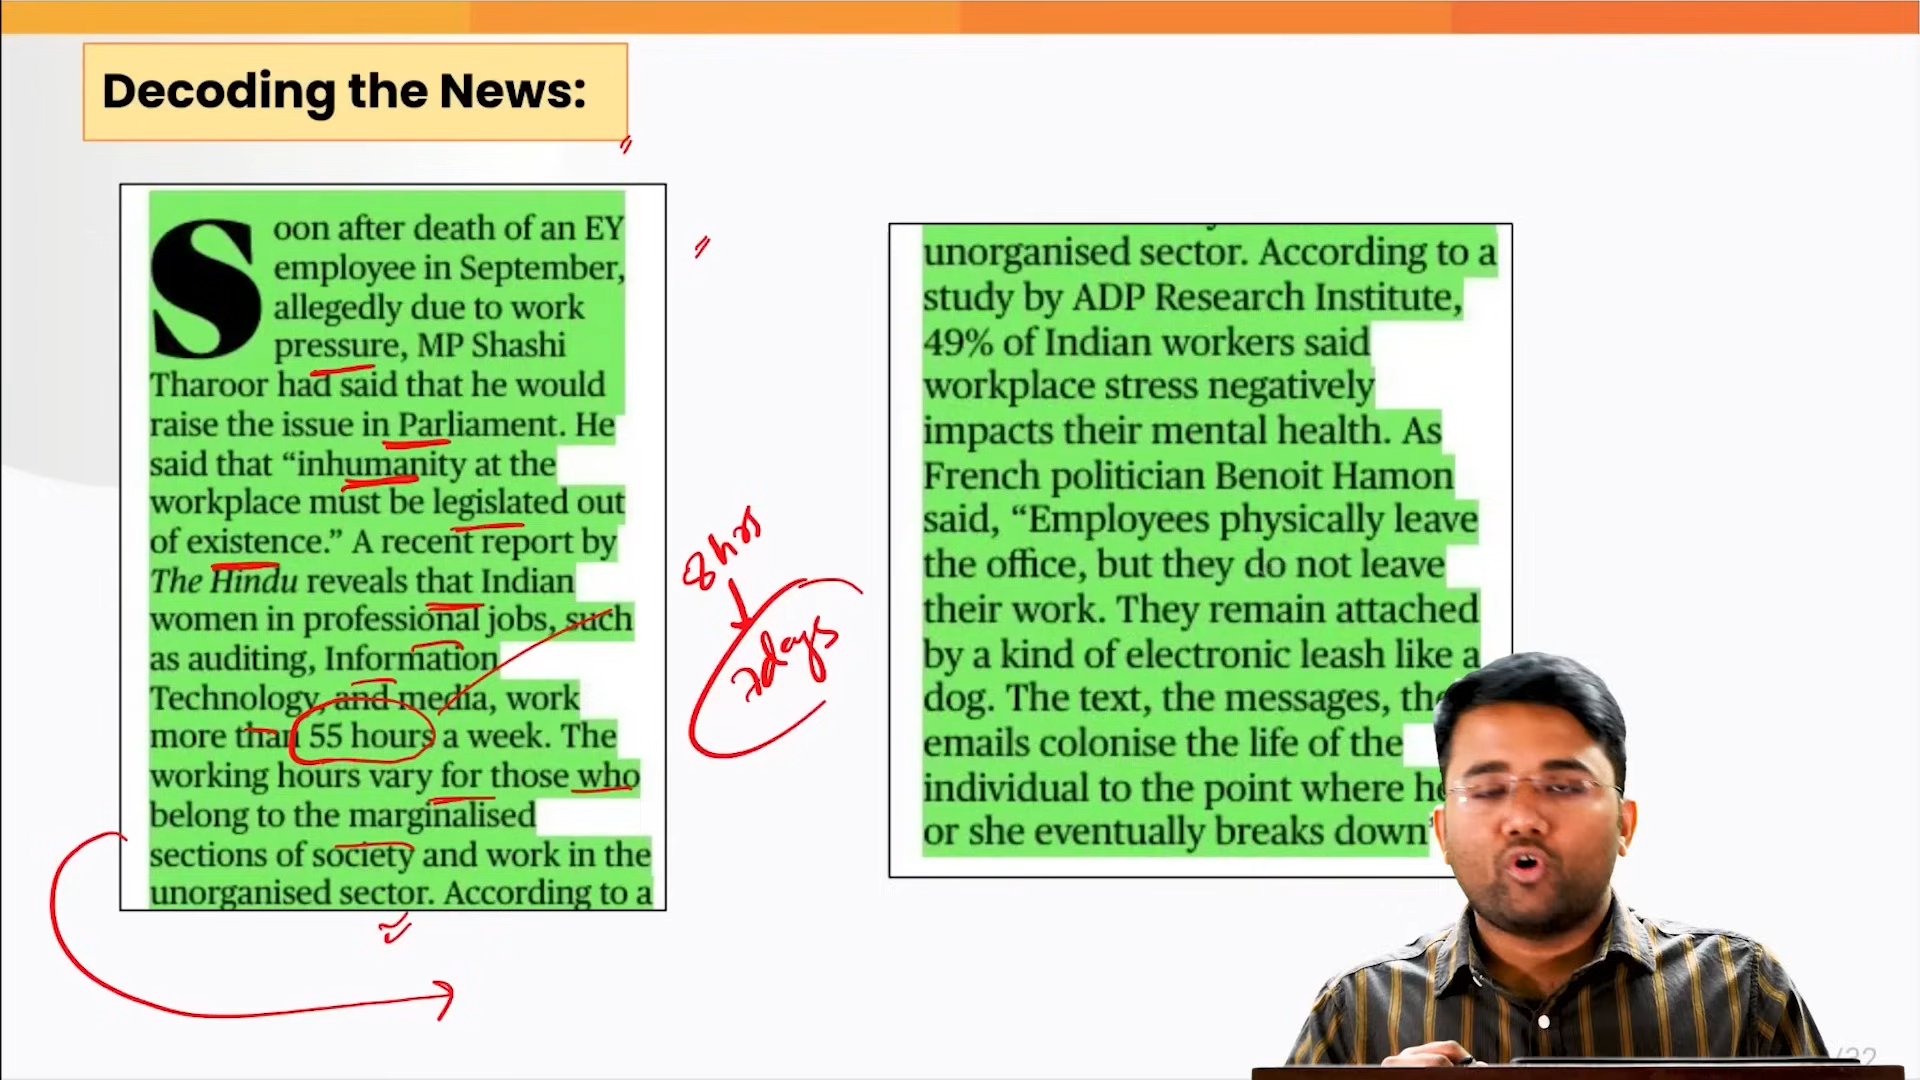 Decoding the News:
Soon after death of an EY
employee in September,
allegedly due to work
pressure, MP Shashi
Tharoor had said that he would
raise the issue in Parliament. He
said that “inhumanity at the
workplace must be legislated out
of existence.” A recent report by
The Hindu reveals that Indian
women in professional jobs, such
as auditing, Information
Technology, and media, work
more than 55 hours a week. The
working hours vary for those who
belong to the marginalised
sections of society and work in the
unorganised sector. According to a
8 hrs
7days
unorganised sector. According to a
study by ADP Research Institute,
49% of Indian workers said
workplace stress negatively
impacts their mental health. As
French politician Benoit Hamon
said, “Employees physically leave
the office, but they do not leave
their work. They remain attached
by a kind of electronic leash like a
dog. The text, the messages, the
emails colonise the life of the
individual to the point where he
or she eventually breaks down”
/32